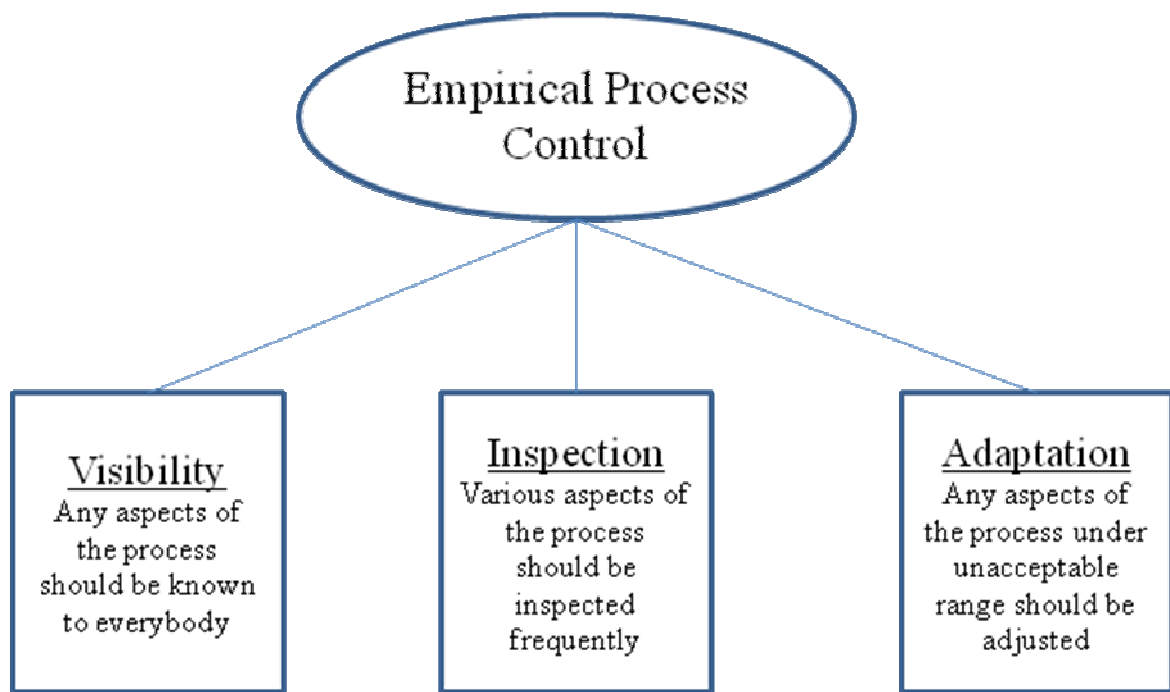 Empirical Process
Control
Visibility
Any aspects of
the process
should be known
to everybody
Inspection
Various aspects of
the process
should be
inspected
frequently
Adaptation
Any aspects of
the process under
unacceptable
range should be
adjusted